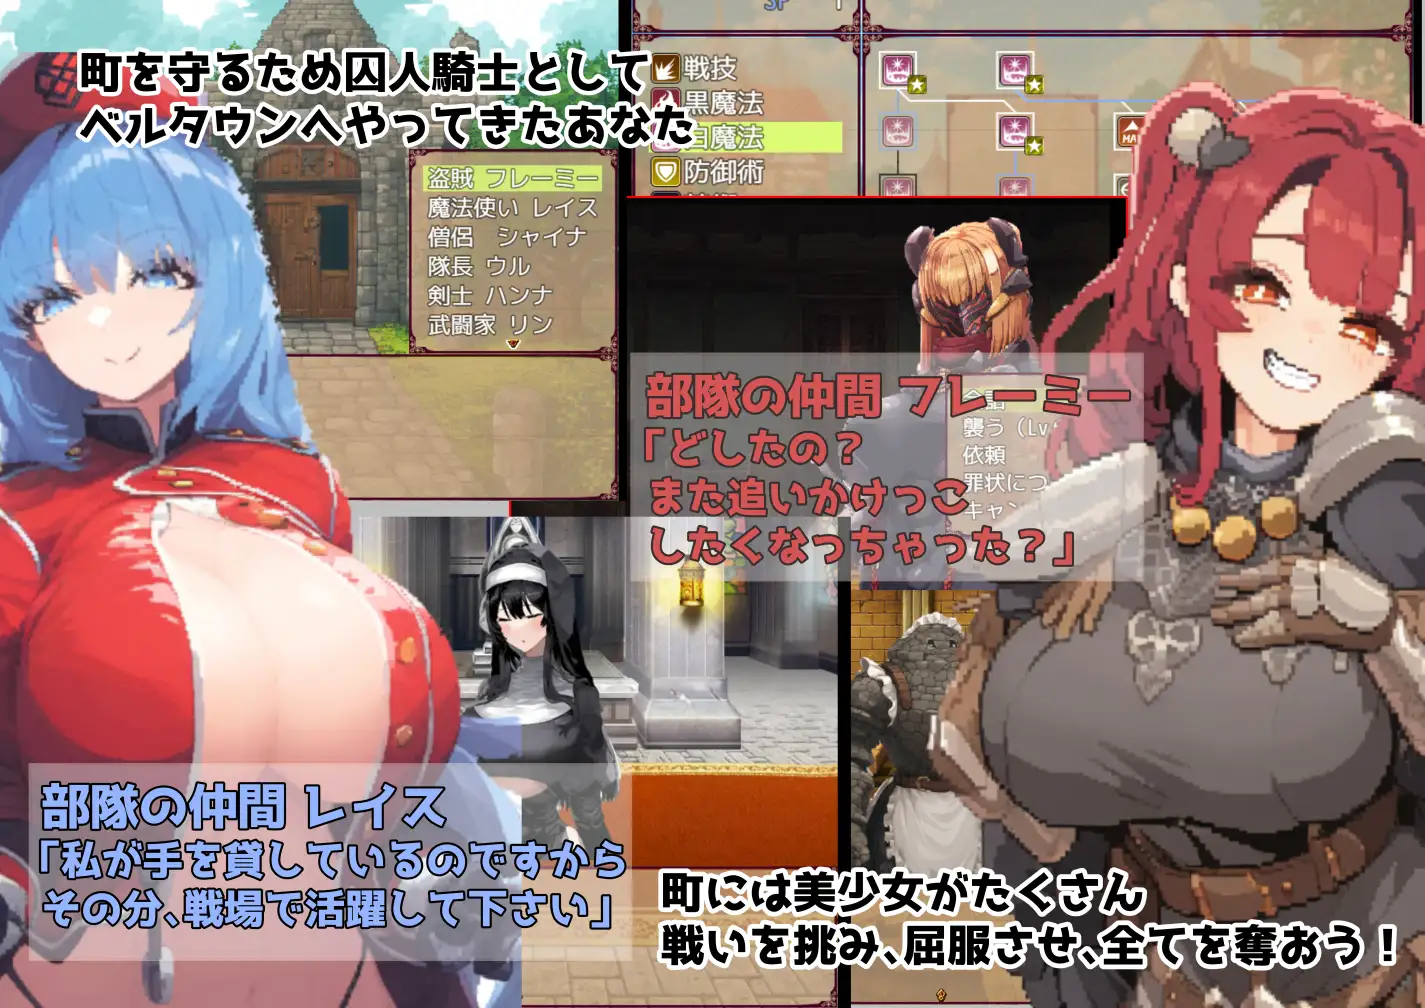 町を守るため囚人騎士として
ベルタウンへやってきたあなた
盗賊 フレーミー
魔法使い レイス
僧侶 シャイナ
隊長 ウル
剣士 ハンナ
武闘家 リン
SP
戦技
黒魔法
白魔法
防御術
部隊の仲間 フレーミー
「どしたの？
また追いかけっこ
したくなっちゃった？」
会話
襲う（Lv
依頼
罪状につ
キャン
部隊の仲間 レイス
「私が手を貸しているのですから
その分、戦場で活躍して下さい」
町には美少女がたくさん
戦いを挑み、屈服させ、全てを奪おう！